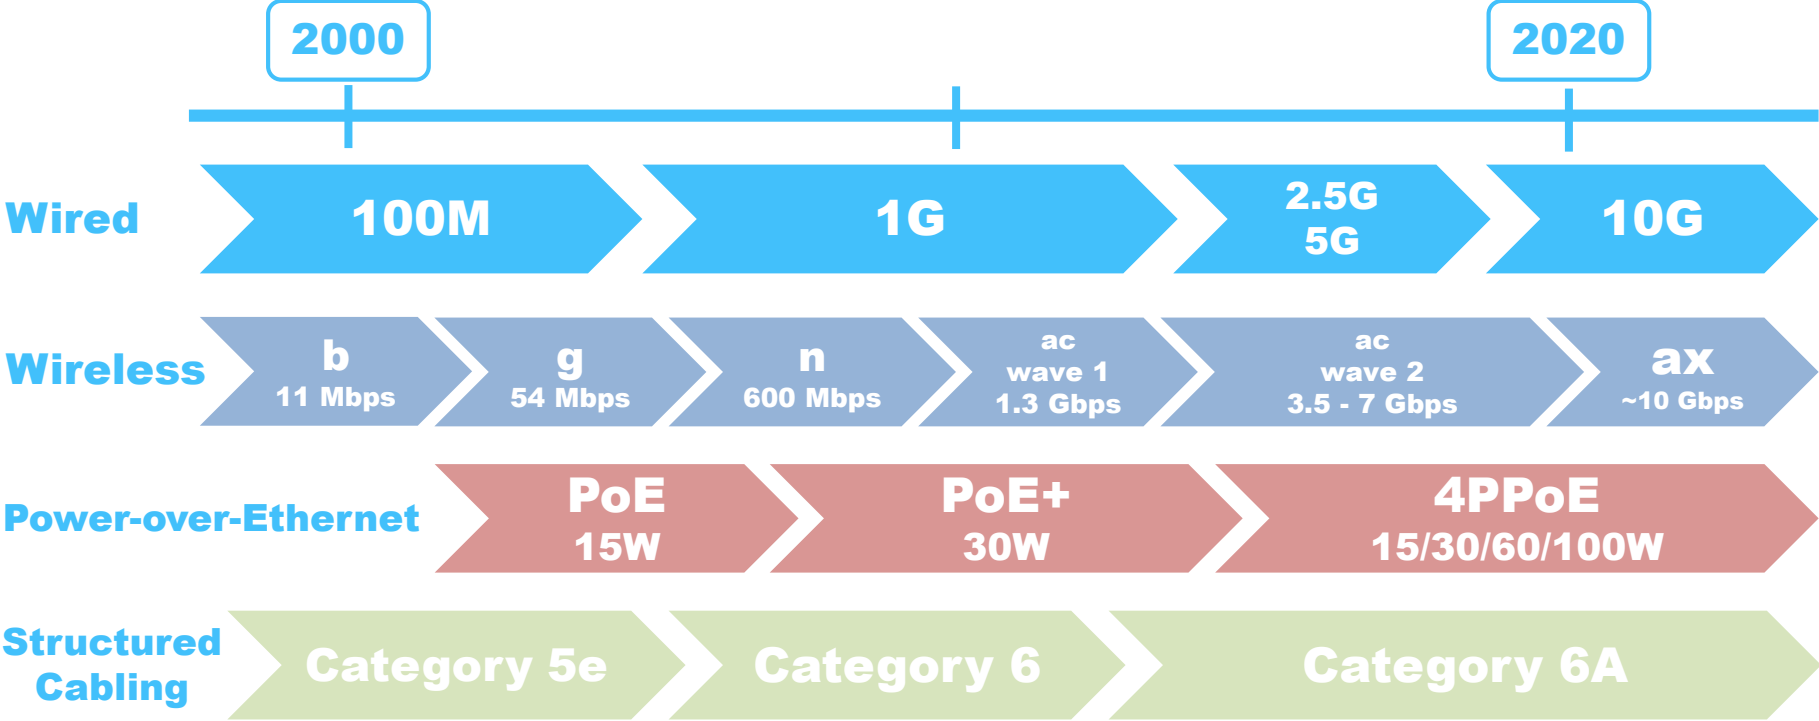 2000
2020
Wired
100M
1G
2.5G
5G
10G
Wireless
b
11 Mbps
g
54 Mbps
n
600 Mbps
ac
wave 1
1.3 Gbps
ac
wave 2
3.5 - 7 Gbps
ax
~10 Gbps
Power-over-Ethernet
PoE
15W
PoE+
30W
4PPoE
15/30/60/100W
Structured
Cabling
Category 5e
Category 6
Category 6A